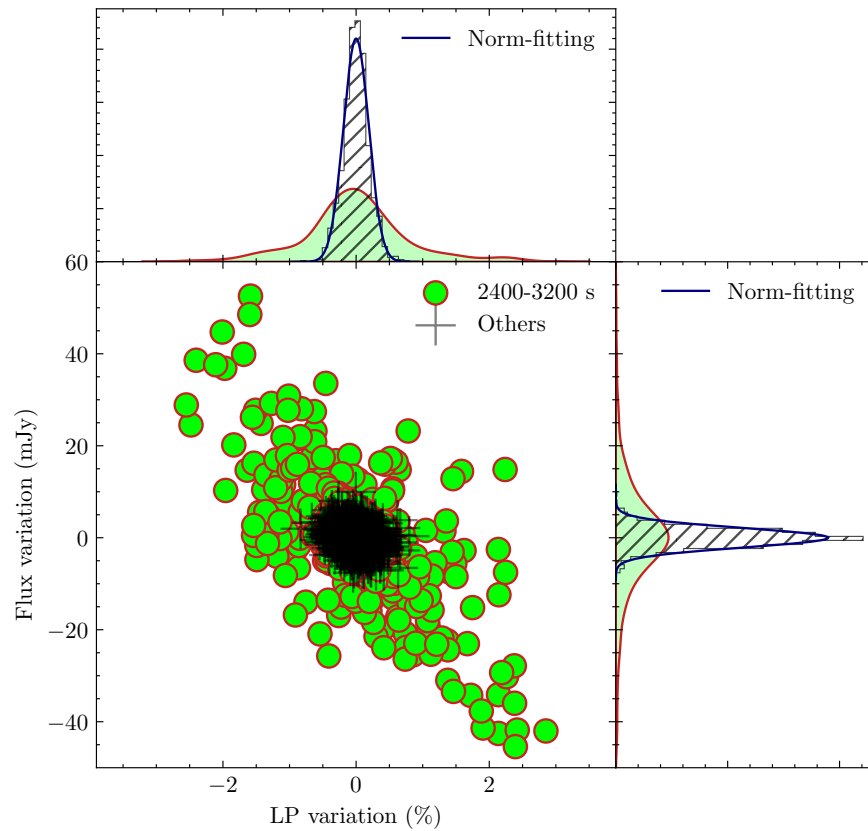 Norm-fitting
60
2400-3200 s
Others
Norm-fitting
40
20
0
−20
−40
Flux variation (mJy)
−2
0
2
LP variation (%)